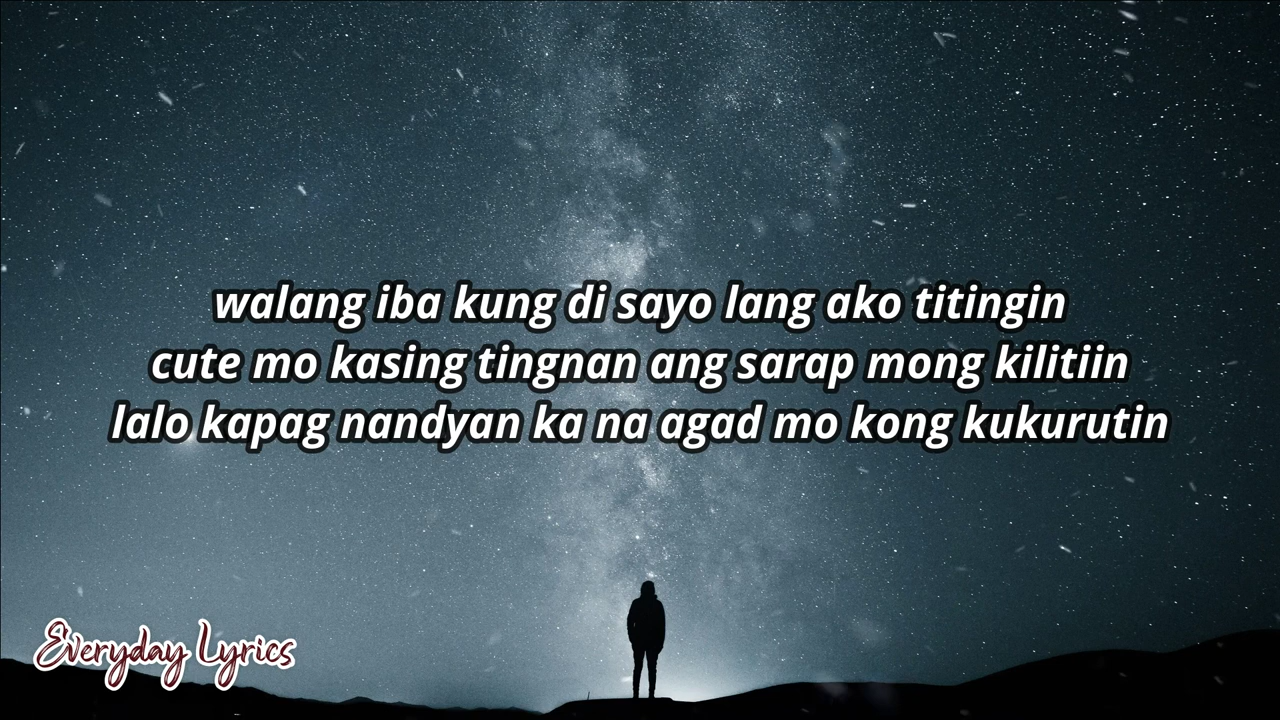 walang iba kung di sayo lang ako titingin
cute mo kasing tingnan ang sarap mong kilitiin
lalo kapag nandyan ka na agad mo kong kukurutin
Everyday Lyrics